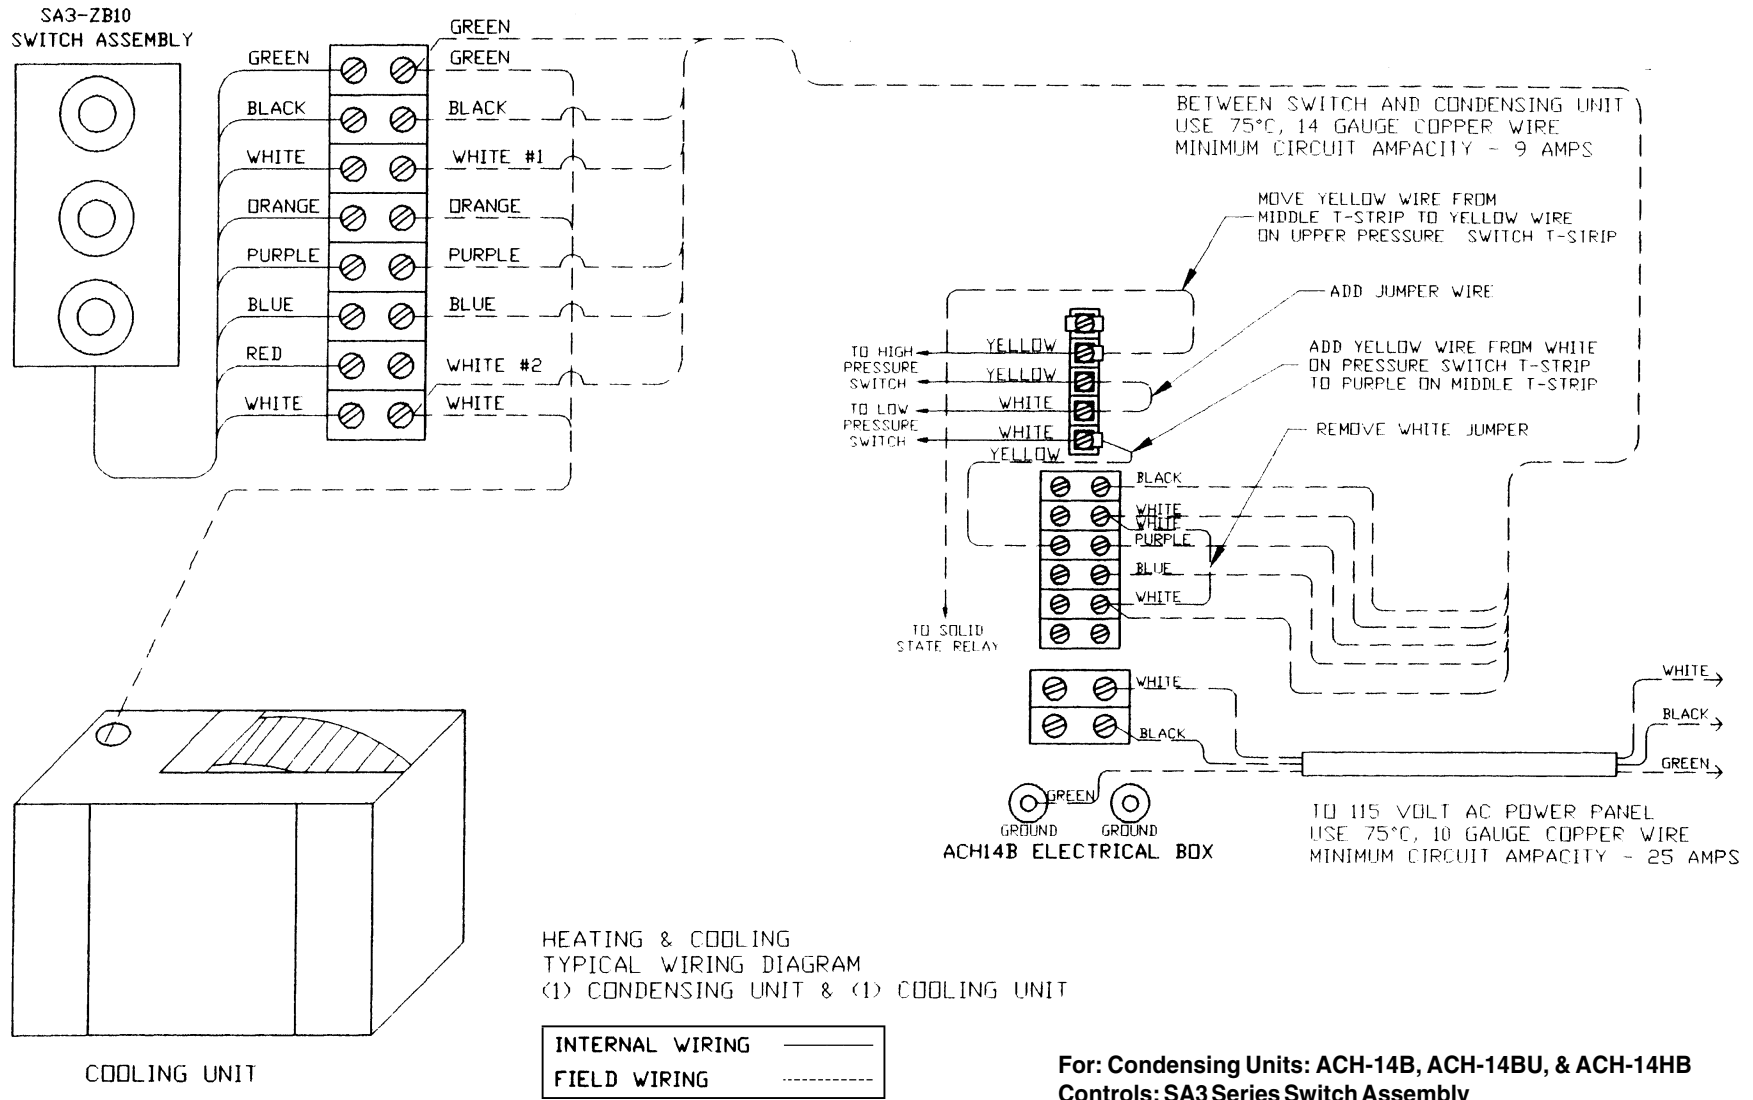 SA3-ZB10
SWITCH ASSEMBLY
GREEN
BLACK
WHITE
ORANGE
PURPLE
BLUE
RED
WHITE
GREEN
GREEN
BLACK
WHITE #1
ORANGE
PURPLE
BLUE
WHITE #2
WHITE
BETWEEN SWITCH AND CONDENSING UNIT
USE 75°C, 14 GAUGE COPPER WIRE
MINIMUM CIRCUIT AMPACITY - 9 AMPS
MOVE YELLOW WIRE FROM
MIDDLE T-STRIP TO YELLOW WIRE
ON UPPER PRESSURE SWITCH T-STRIP
ADD JUMPER WIRE
ADD YELLOW WIRE FROM WHITE
ON PRESSURE SWITCH T-STRIP
TO PURPLE ON MIDDLE T-STRIP
REMOVE WHITE JUMPER
TO HIGH
PRESSURE
SWITCH
TO LOW
PRESSURE
SWITCH
YELLOW
YELLOW
WHITE
WHITE
YELLOW
BLACK
WHITE
WHITE
PURPLE
BLUE
WHITE
TO SOLID
STATE RELAY
WHITE
BLACK
GREEN
GROUND
GROUND
ACH14B ELECTRICAL BOX
WHITE
BLACK
GREEN
TO 115 VOLT AC POWER PANEL
USE 75°C, 10 GAUGE COPPER WIRE
MINIMUM CIRCUIT AMPACITY - 25 AMPS
COOLING UNIT
HEATING & COOLING
TYPICAL WIRING DIAGRAM
(1) CONDENSING UNIT & (1) COOLING UNIT
INTERNAL WIRING
FIELD WIRING
For: Condensing Units: ACH-14B, ACH-14BU, & ACH-14HB
Controls: SA3 Series Switch Assembly